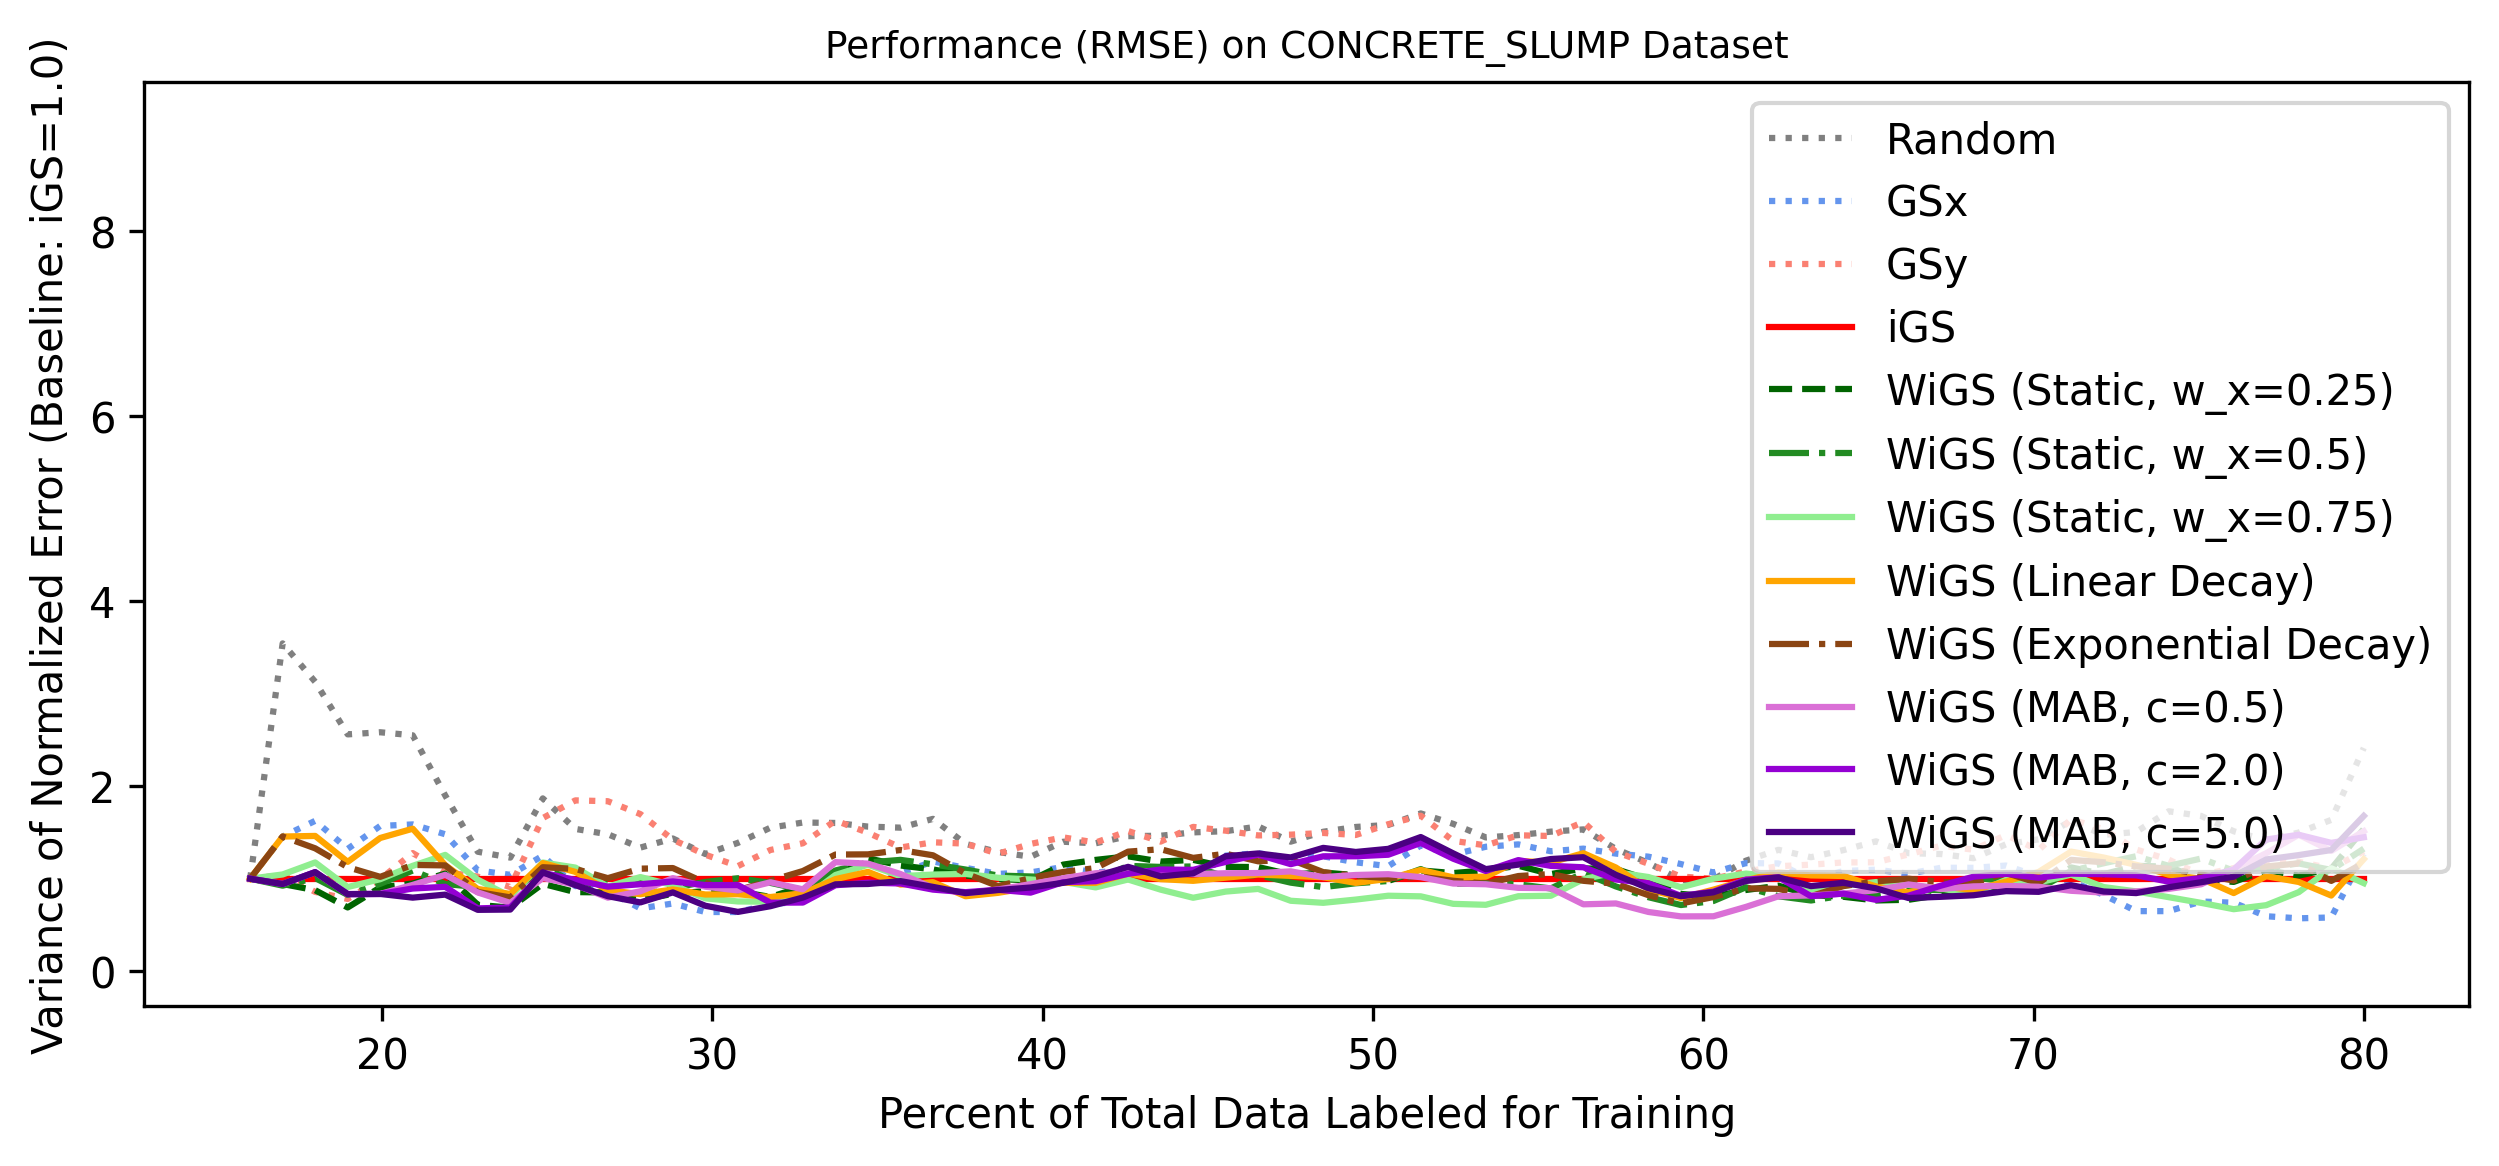 Performance (RMSE) on CONCRETE_SLUMP Dataset
Variance of Normalized Error (Baseline: iGS=1.0)
8
6
4
2
0
20 30 40 50 60 70 80
Percent of Total Data Labeled for Training
Random
GSx
GSy
iGS
WiGS (Static, w_x=0.25)
WiGS (Static, w_x=0.5)
WiGS (Static, w_x=0.75)
WiGS (Linear Decay)
WiGS (Exponential Decay)
WiGS (MAB, c=0.5)
WiGS (MAB, c=2.0)
WiGS (MAB, c=5.0)